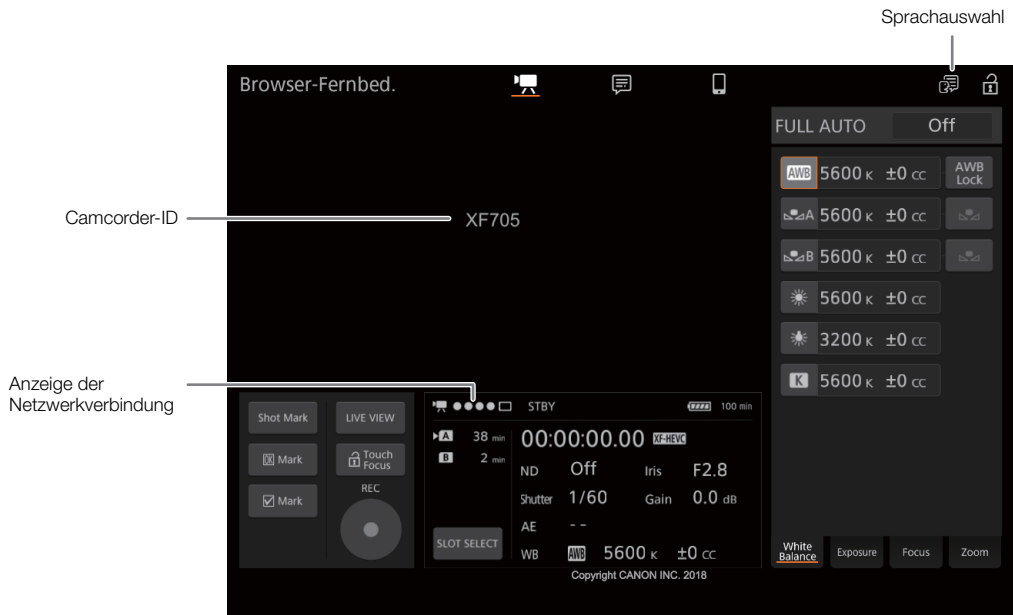 Sprachauswahl
Browser-Fernbed.
FULL AUTO Off
AWB 5600 K ±0 CC AWB Lock
A 5600 K ±0 CC
B 5600 K ±0 CC
5600 K ±0 CC
3200 K ±0 CC
K 5600 K ±0 CC
Camcorder-ID
XF705
Anzeige der
Netzwerkverbindung
Shot Mark LIVE VIEW
OK Mark Touch Focus
Mark REC
STBY 100 min
A 38 min 00:00:00.00 XF-HEVC
B 2 min
ND Off Iris F2.8
Shutter 1/60 Gain 0.0 dB
AE --
SLOT SELECT
WB AWB 5600 K ±0 CC
White Balance Exposure Focus Zoom
Copyright CANON INC. 2018